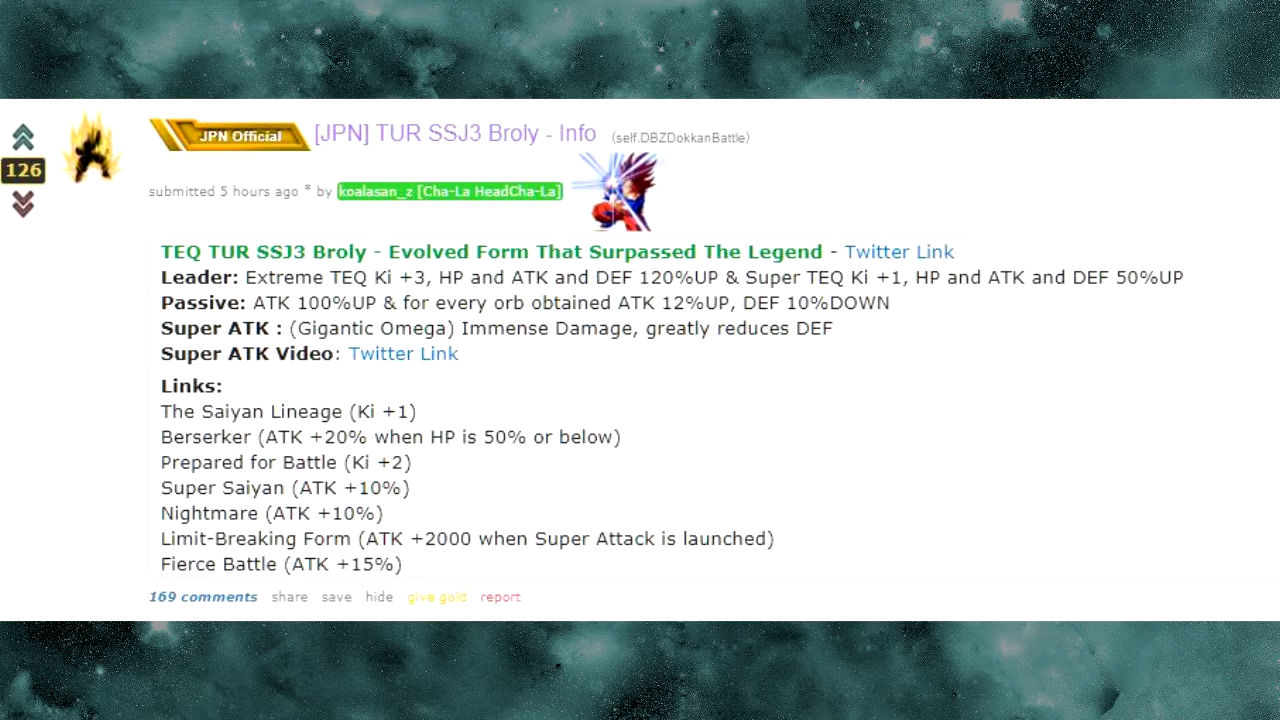 JPN Official [JPN] TUR SSJ3 Broly - Info (self.DBZDokkanBattle)
126
submitted 5 hours ago * by koalasan_z [Cha-La HeadCha-La]
TEQ TUR SSJ3 Broly - Evolved Form That Surpassed The Legend - Twitter Link
Leader: Extreme TEQ Ki +3, HP and ATK and DEF 120%UP & Super TEQ Ki +1, HP and ATK and DEF 50%UP
Passive: ATK 100%UP & for every orb obtained ATK 12%UP, DEF 10%DOWN
Super ATK : (Gigantic Omega) Immense Damage, greatly reduces DEF
Super ATK Video: Twitter Link
Links:
The Saiyan Lineage (Ki +1)
Berserker (ATK +20% when HP is 50% or below)
Prepared for Battle (Ki +2)
Super Saiyan (ATK +10%)
Nightmare (ATK +10%)
Limit-Breaking Form (ATK +2000 when Super Attack is launched)
Fierce Battle (ATK +15%)
169 comments share save hide give gold report